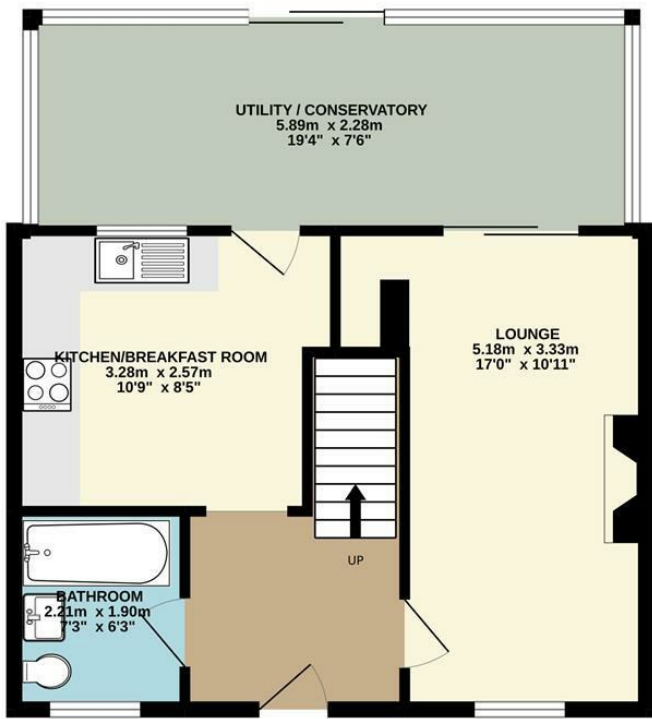 UTILITY / CONSERVATORY
5.89m x 2.28m
19'4" x 7'6"
KITCHEN/BREAKFAST ROOM
3.28m x 2.57m
10'9" x 8'5"
LOUNGE
5.18m x 3.33m
17'0" x 10'11"
UP
BATHROOM
2.21m x 1.90m
7'3" x 6'3"